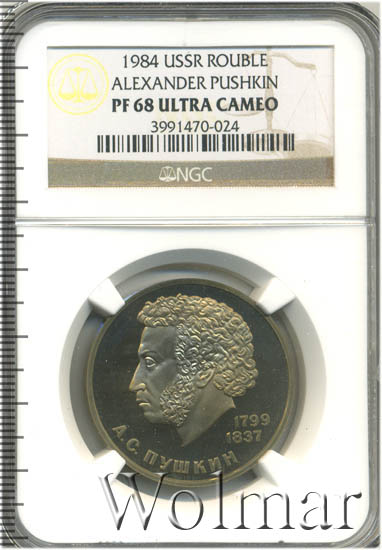 1984 USSR ROUBLE
ALEXANDER PUSHKIN
PF 68 ULTRA CAMEO
3991470-024
NGC
1799
1837
А.С. ПУШКИН
Wolmar